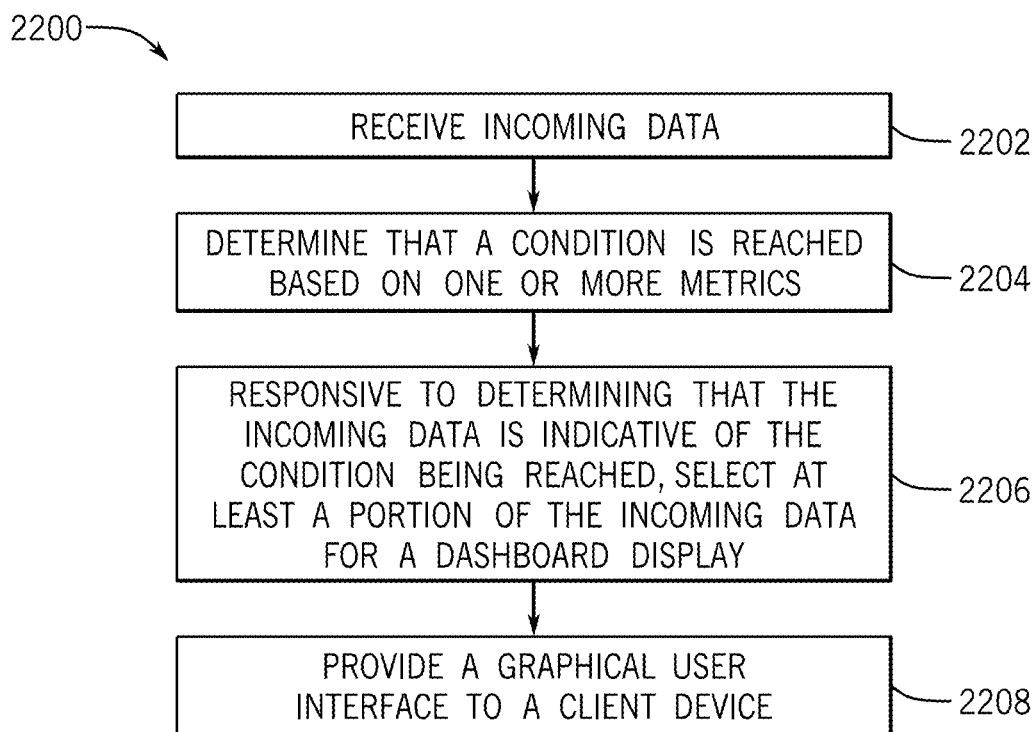 2200
RECEIVE INCOMING DATA
2202
DETERMINE THAT A CONDITION IS REACHED
BASED ON ONE OR MORE METRICS
2204
RESPONSIVE TO DETERMINING THAT THE
INCOMING DATA IS INDICATIVE OF THE
CONDITION BEING REACHED, SELECT AT
LEAST A PORTION OF THE INCOMING DATA
FOR A DASHBOARD DISPLAY
2206
PROVIDE A GRAPHICAL USER
INTERFACE TO A CLIENT DEVICE
2208